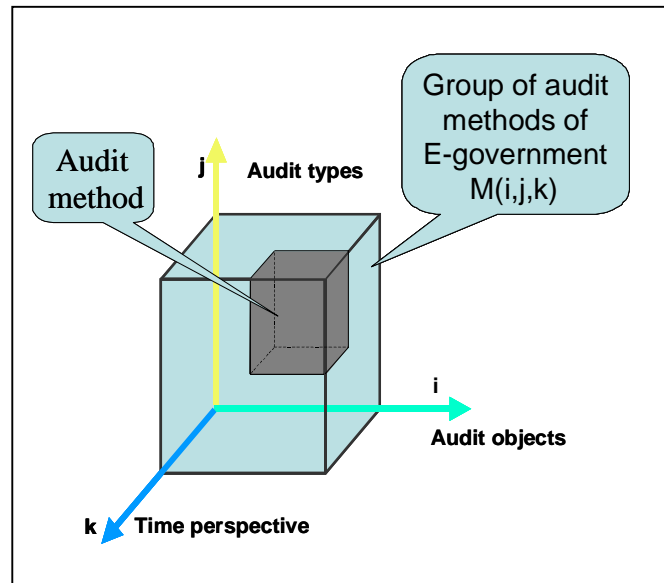 Group of audit
methods of
E-government
M(i,j,k)
Audit
method
j
Audit types
i
Audit objects
k
Time perspective